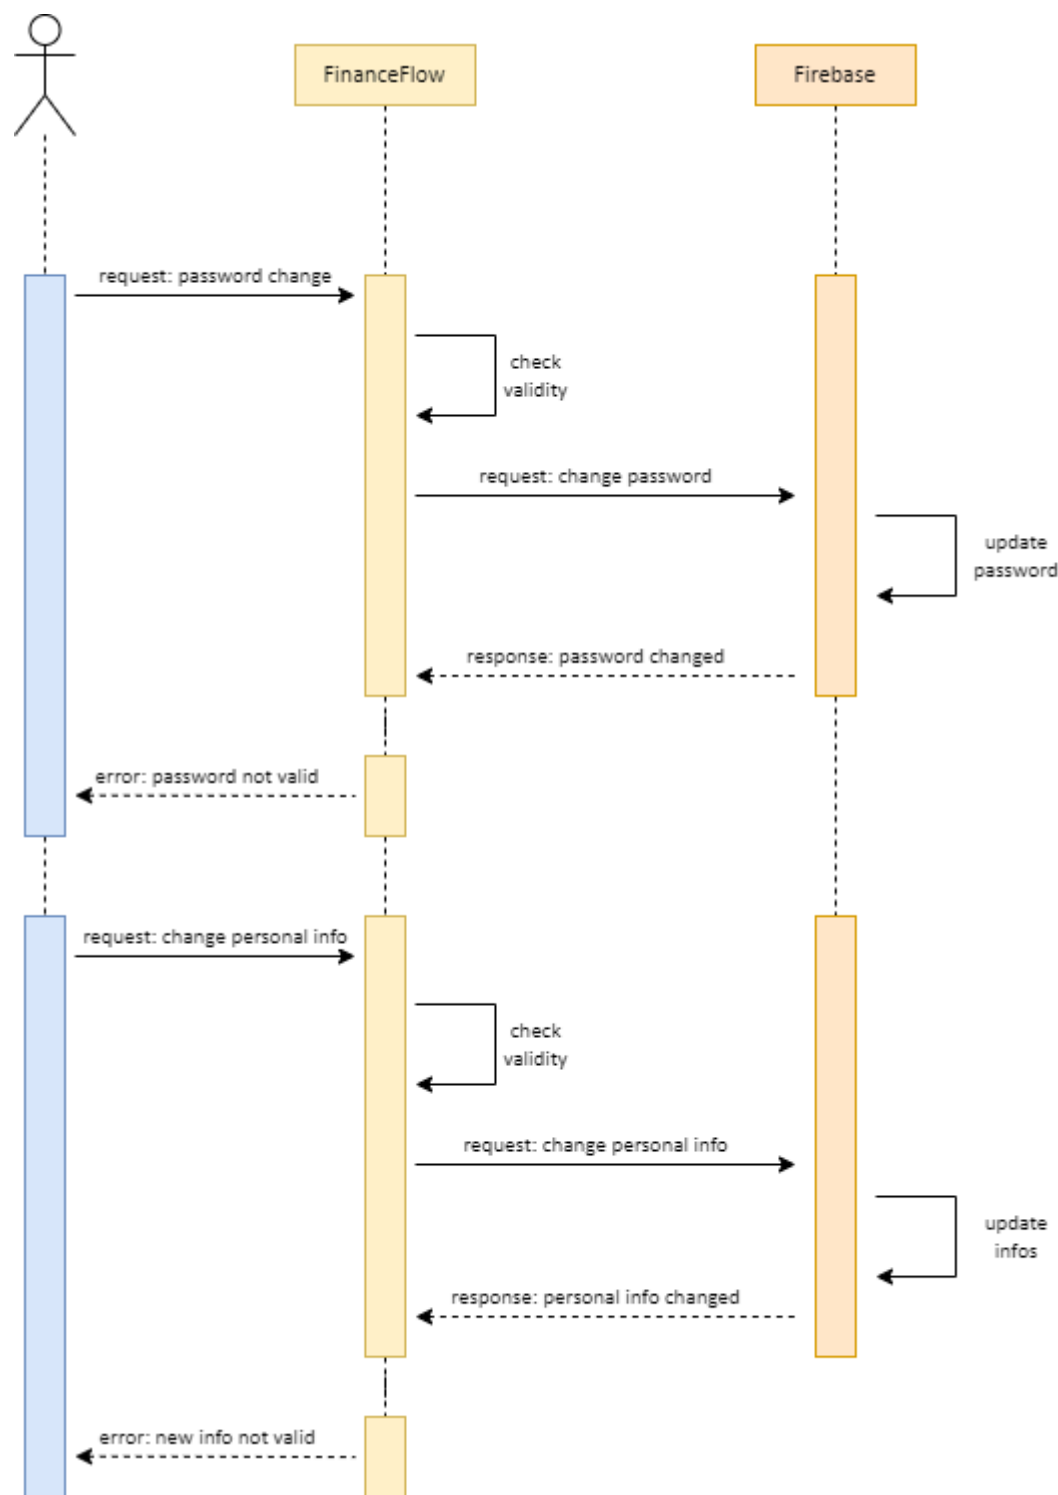 FinanceFlow
Firebase
request: password change
check
validity
request: change password
update
password
response: password changed
error: password not valid
request: change personal info
check
validity
request: change personal info
update
infos
response: personal info changed
error: new info not valid